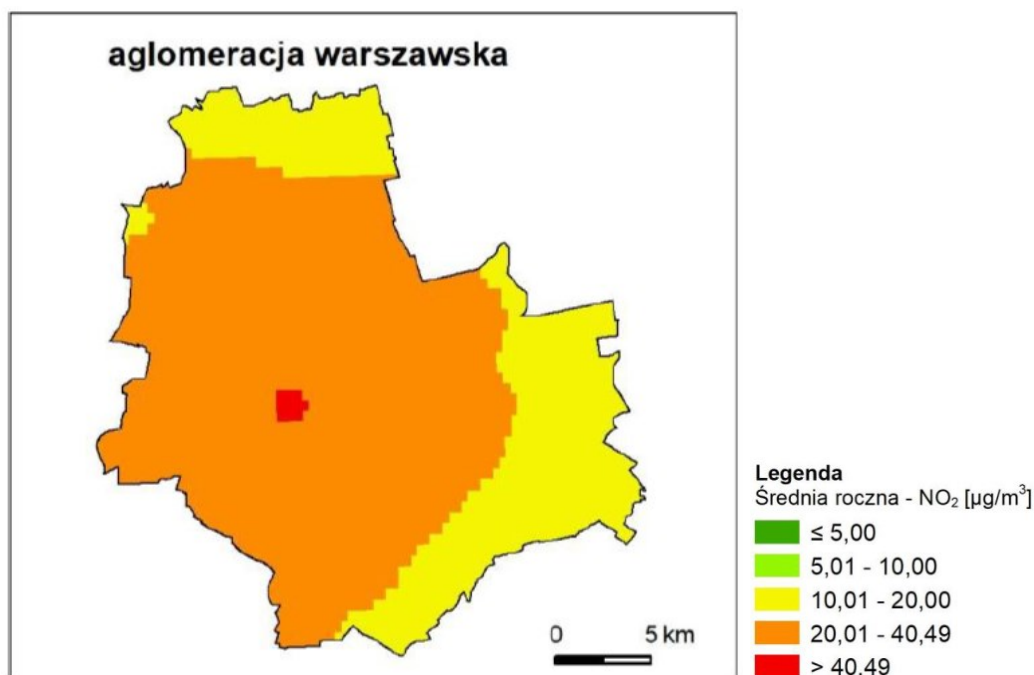 aglomeracja warszawska
Legenda
Średnia roczna - NO₂ [µg/m³]
≤ 5,00
5,01 - 10,00
10,01 - 20,00
20,01 - 40,49
> 40,49
0 5 km